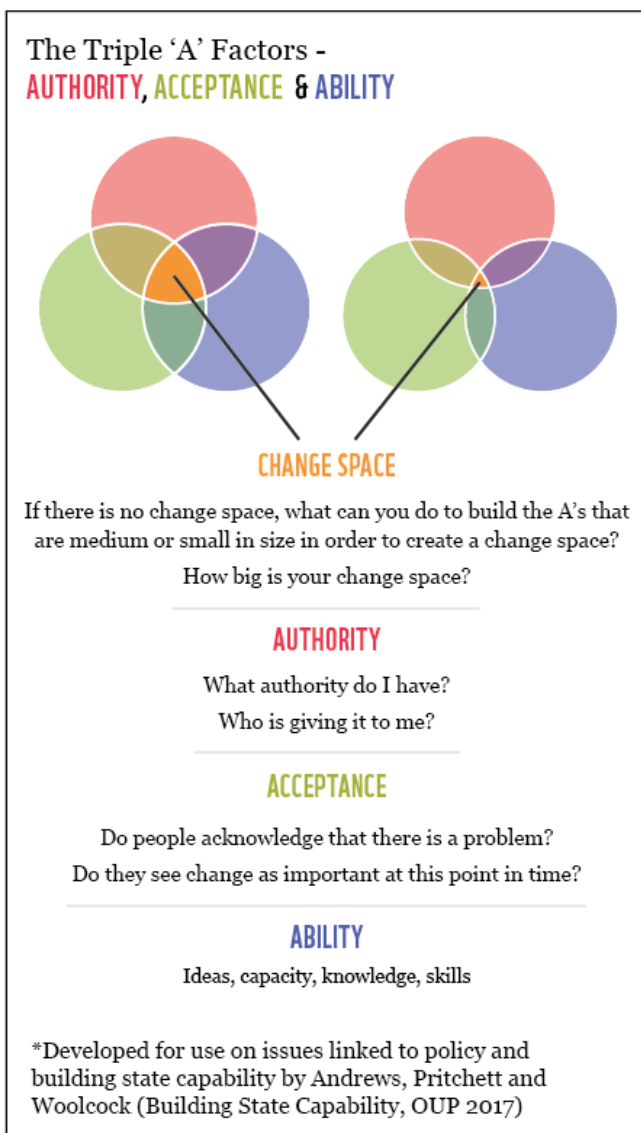 The Triple ‘A’ Factors -
AUTHORITY, ACCEPTANCE & ABILITY
CHANGE SPACE
If there is no change space, what can you do to build the A’s that
are medium or small in size in order to create a change space?
How big is your change space?
AUTHORITY
What authority do I have?
Who is giving it to me?
ACCEPTANCE
Do people acknowledge that there is a problem?
Do they see change as important at this point in time?
ABILITY
Ideas, capacity, knowledge, skills
*Developed for use on issues linked to policy and
building state capability by Andrews, Pritchett and
Woolcock (Building State Capability, OUP 2017)